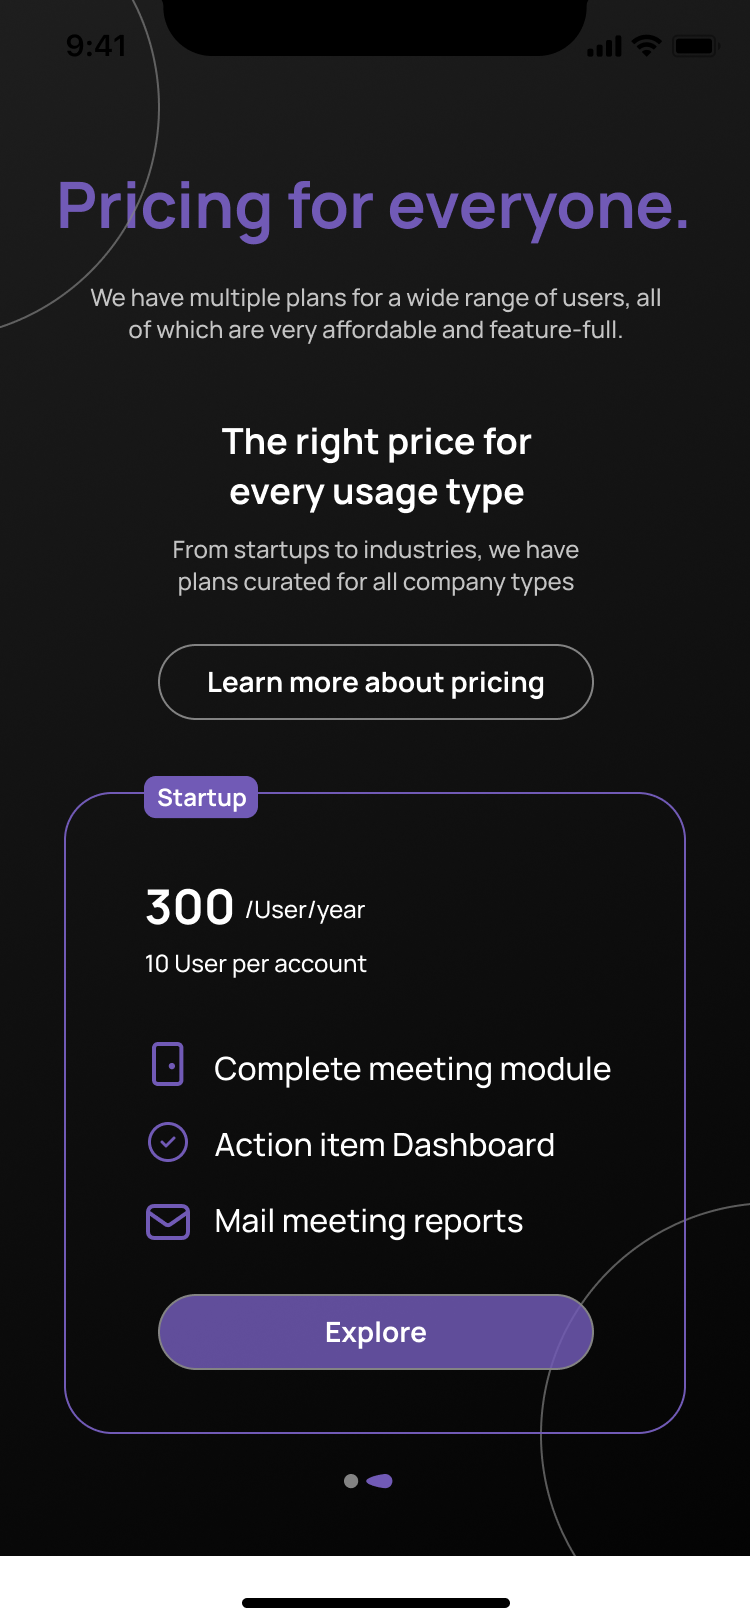 9:41
Pricing for everyone.
We have multiple plans for a wide range of users, all
of which are very affordable and feature-full.
The right price for
every usage type
From startups to industries, we have
plans curated for all company types
Learn more about pricing
Startup
300 /User/year
10 User per account
Complete meeting module
Action item Dashboard
Mail meeting reports
Explore